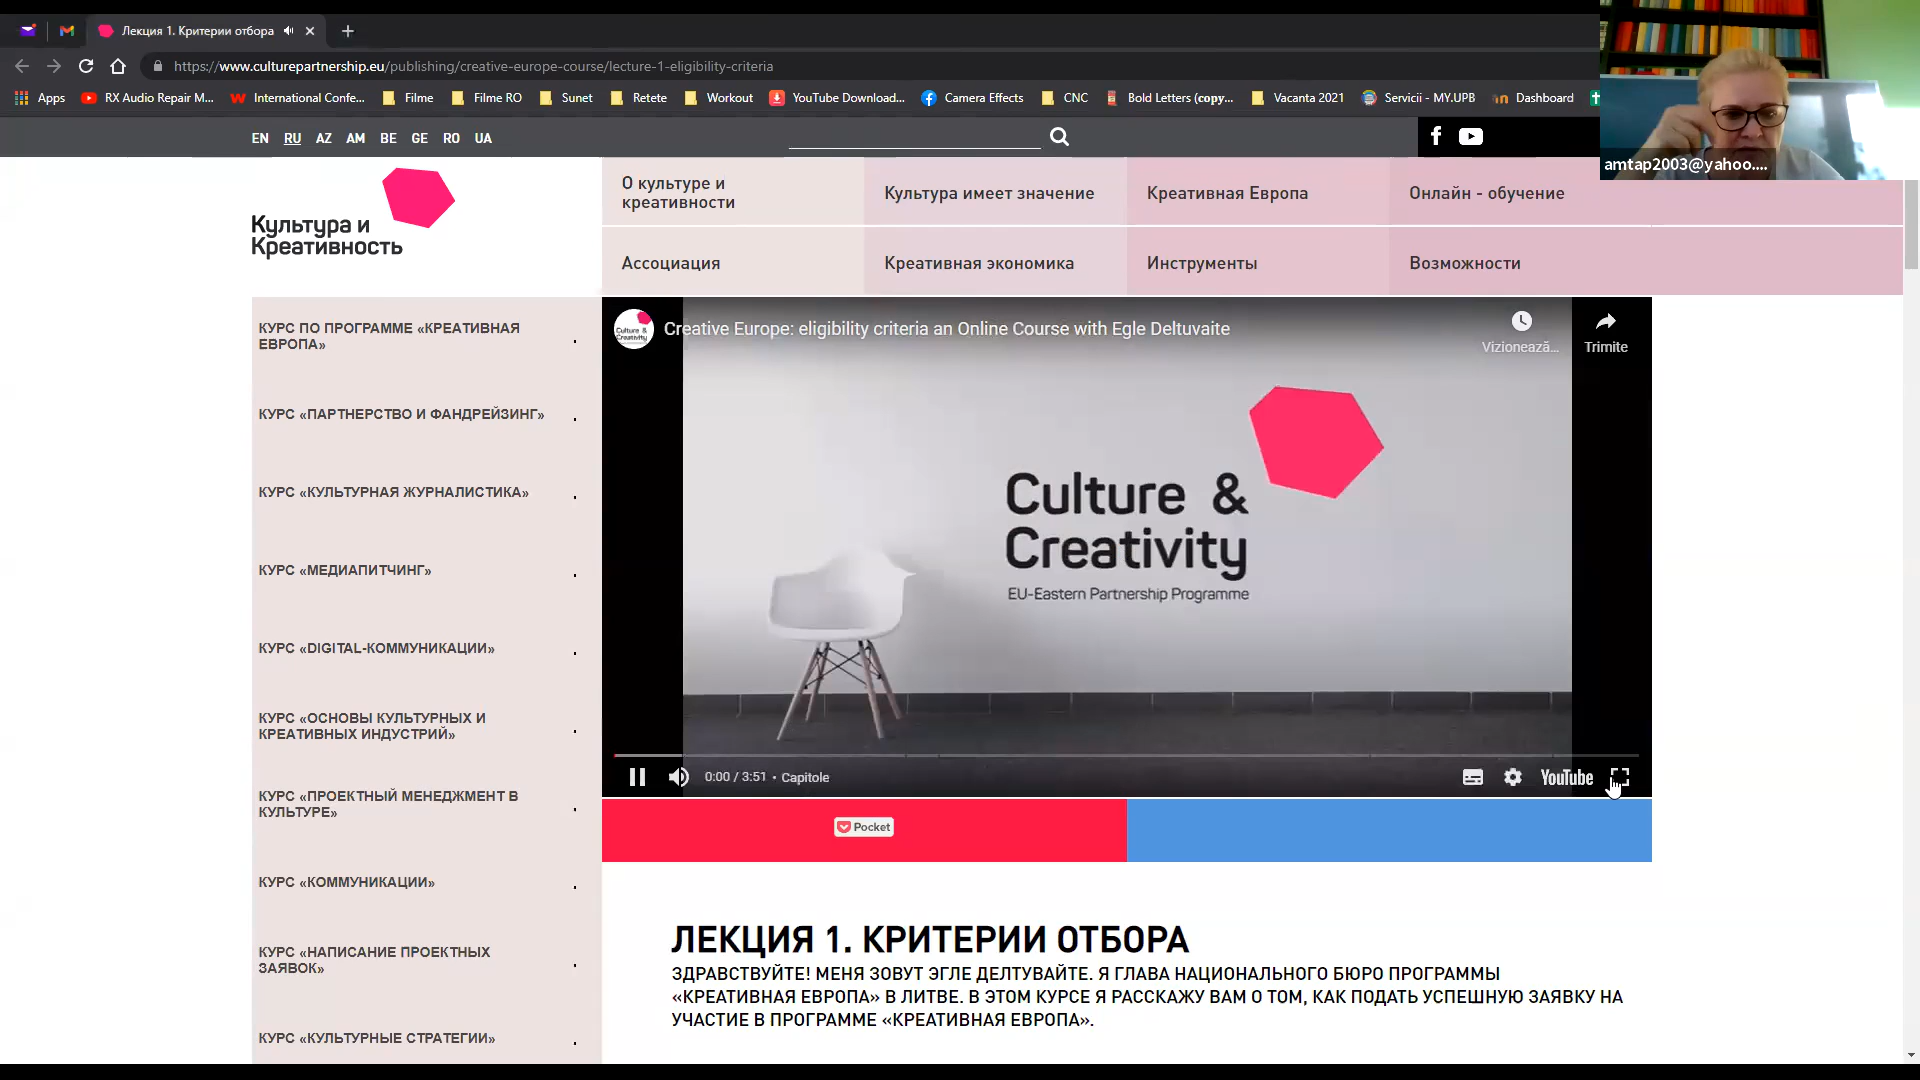 Лекция 1. Критерии отбора
https://www.culturepartnership.eu/publishing/creative-europe-course/lecture-1-eligibility-criteria
Apps
RX Audio Repair M...
International Confe...
Filme
Filme RO
Sunet
Retete
Workout
YouTube Download...
Camera Effects
CNC
Bold Letters (copy...
Vacanta 2021
Servicii - MY.UPB
Dashboard
EN RU AZ AM BE GE RO UA
amtap2003@yahoo....
Культура и
Креативность
О культуре и
креативности
Культура имеет значение
Креативная Европа
Онлайн - обучение
Ассоциация
Креативная экономика
Инструменты
Возможности
КУРС ПО ПРОГРАММЕ «КРЕАТИВНАЯ
ЕВРОПА»
КУРС «ПАРТНЕРСТВО И ФАНДРЕЙЗИНГ»
КУРС «КУЛЬТУРНАЯ ЖУРНАЛИСТИКА»
КУРС «МЕДИАПИТЧИНГ»
КУРС «DIGITAL-КОММУНИКАЦИИ»
КУРС «ОСНОВЫ КУЛЬТУРНЫХ И
КРЕАТИВНЫХ ИНДУСТРИЙ»
КУРС «ПРОЕКТНЫЙ МЕНЕДЖМЕНТ В
КУЛЬТУРЕ»
КУРС «КОММУНИКАЦИИ»
КУРС «НАПИСАНИЕ ПРОЕКТНЫХ
ЗАЯВОК»
КУРС «КУЛЬТУРНЫЕ СТРАТЕГИИ»
Culture &
Creativity
Creative Europe: eligibility criteria an Online Course with Egle Deltuvaite
Vizionează...
Trimite
Culture &
Creativity
EU-Eastern Partnership Programme
0:00 / 3:51 • Capitole
YouTube
Pocket
ЛЕКЦИЯ 1. КРИТЕРИИ ОТБОРА
ЗДРАВСТВУЙТЕ! МЕНЯ ЗОВУТ ЭГЛЕ ДЕЛТУВАЙТЕ. Я ГЛАВА НАЦИОНАЛЬНОГО БЮРО ПРОГРАММЫ
«КРЕАТИВНАЯ ЕВРОПА» В ЛИТВЕ. В ЭТОМ КУРСЕ Я РАССКАЖУ ВАМ О ТОМ, КАК ПОДАТЬ УСПЕШНУЮ ЗАЯВКУ НА
УЧАСТИЕ В ПРОГРАММЕ «КРЕАТИВНАЯ ЕВРОПА».